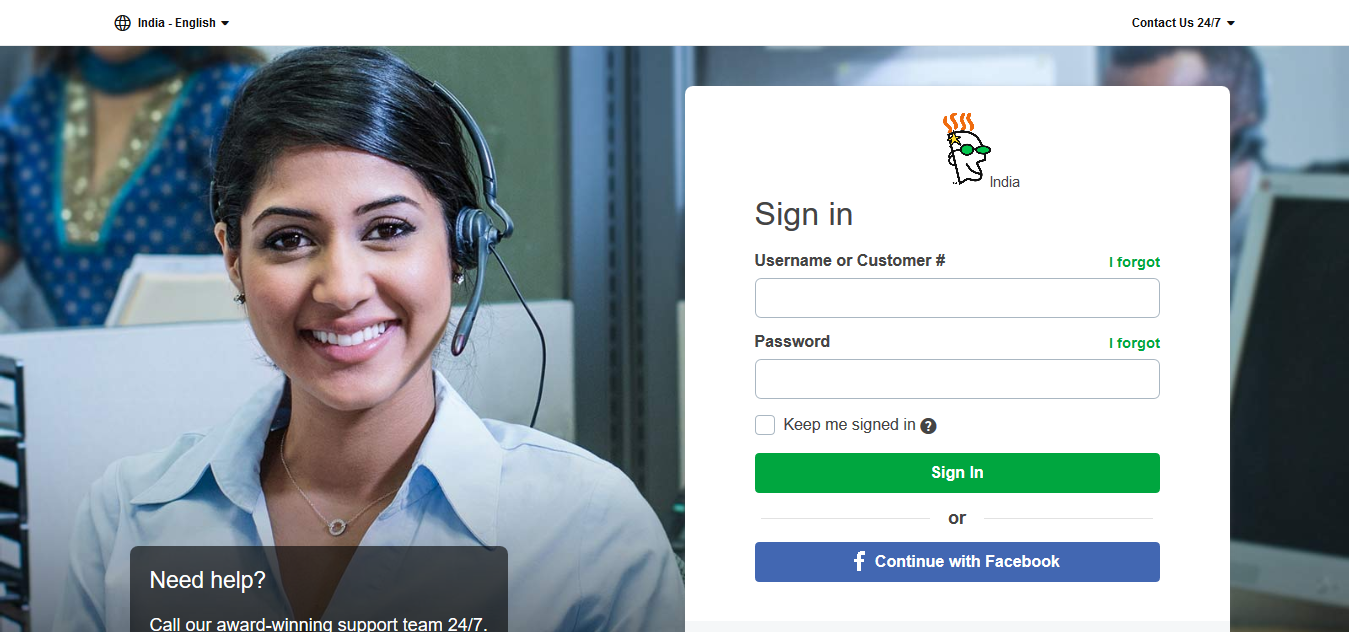 India - English
Contact Us 24/7
India
Sign in
Username or Customer #
I forgot
Password
I forgot
Keep me signed in ?
Sign In
or
f Continue with Facebook
Need help?
Call our award-winning support team 24/7.